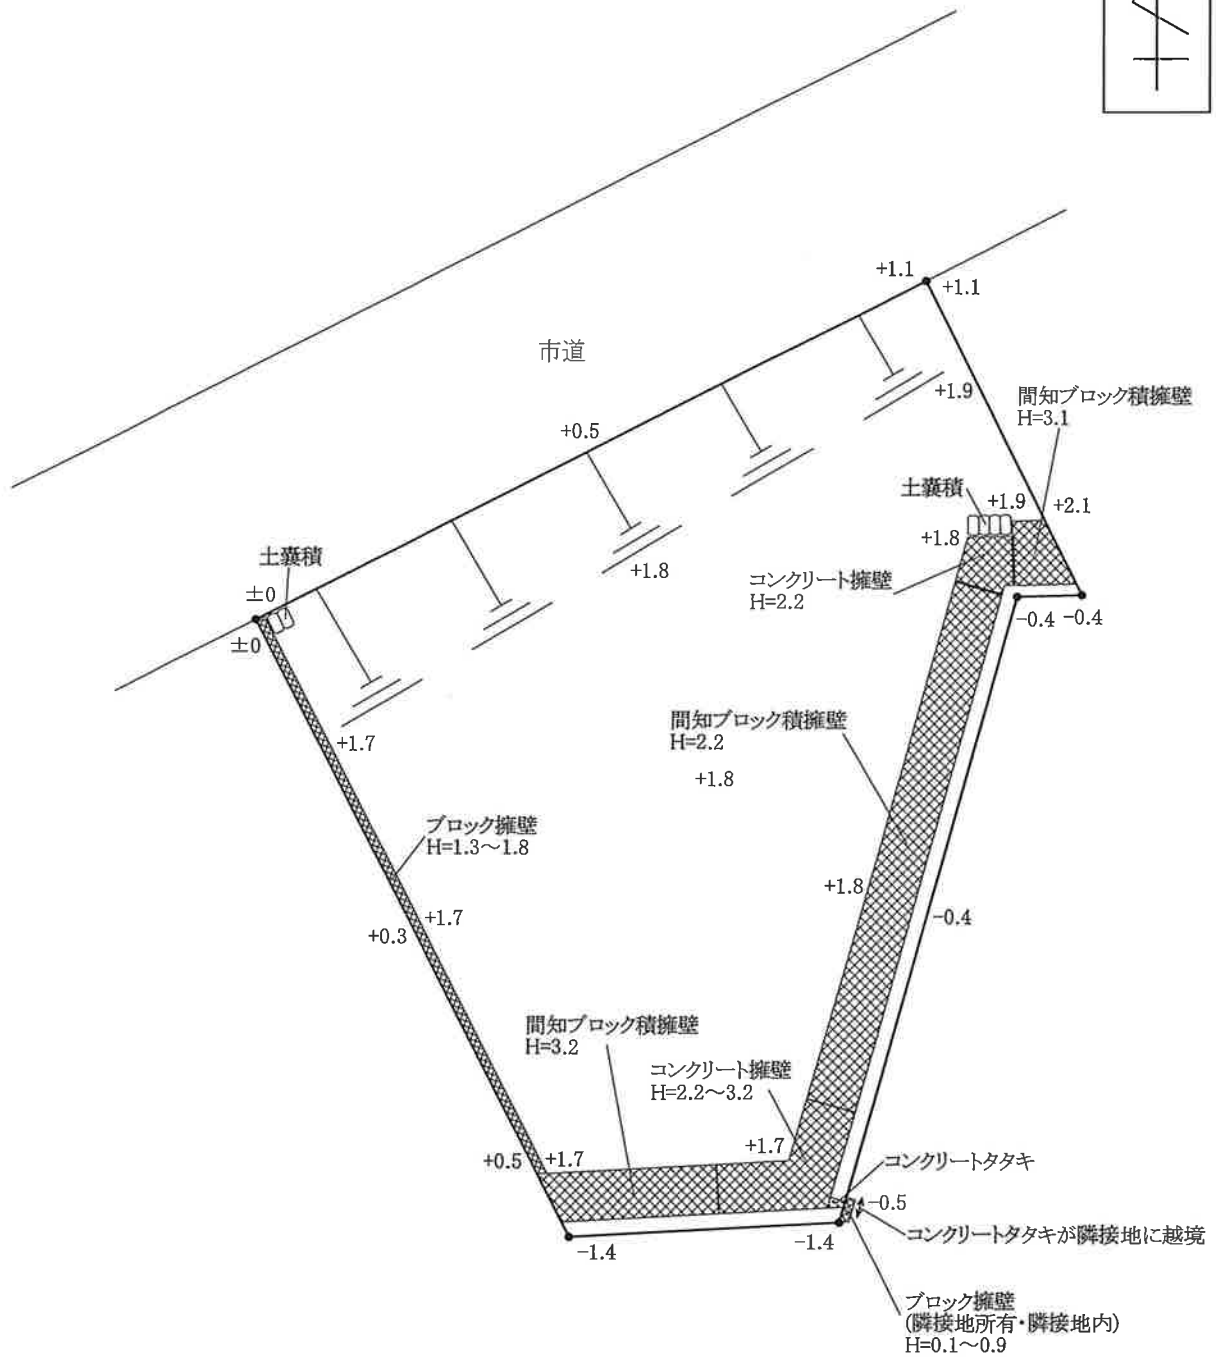 +1.1
+1.1
市道
+1.9
間知ブロック積擁壁
H=3.1
+0.5
土嚢積
+1.9
+2.1
+1.8
土嚢積
+1.8
コンクリート擁壁
H=2.2
±0
±0
-0.4
-0.4
間知ブロック積擁壁
H=2.2
+1.7
+1.8
ブロック擁壁
H=1.3～1.8
+1.8
+1.7
-0.4
+0.3
間知ブロック積擁壁
H=3.2
コンクリート擁壁
H=2.2～3.2
+1.7
+0.5
+1.7
コンクリートタタキ
-0.5
コンクリートタタキが隣接地に越境
-1.4
-1.4
ブロック擁壁
(隣接地所有・隣接地内)
H=0.1～0.9